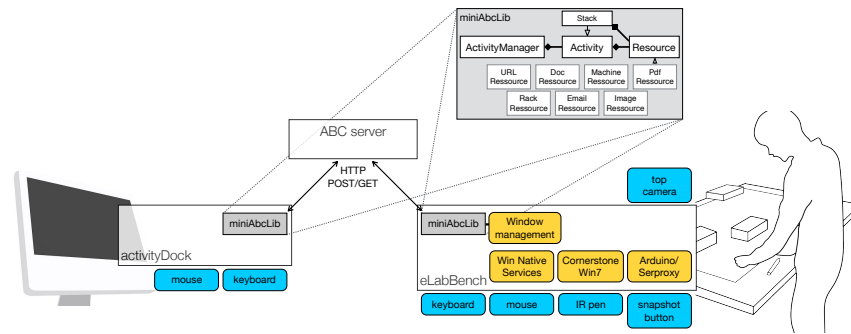 miniAbcLib
Stack
ActivityManager
Activity
Resource
URL
Ressource
Doc
Ressource
Machine
Ressource
Pdf
Ressource
Rack
Ressource
Email
Ressource
Image
Ressource
ABC server
HTTP
POST/GET
top
camera
miniAbcLib
activityDock
mouse
keyboard
miniAbcLib
Window
management
Win Native
Services
Cornerstone
Win7
Arduino/
Serproxy
eLabBench
keyboard
mouse
IR pen
snapshot
button